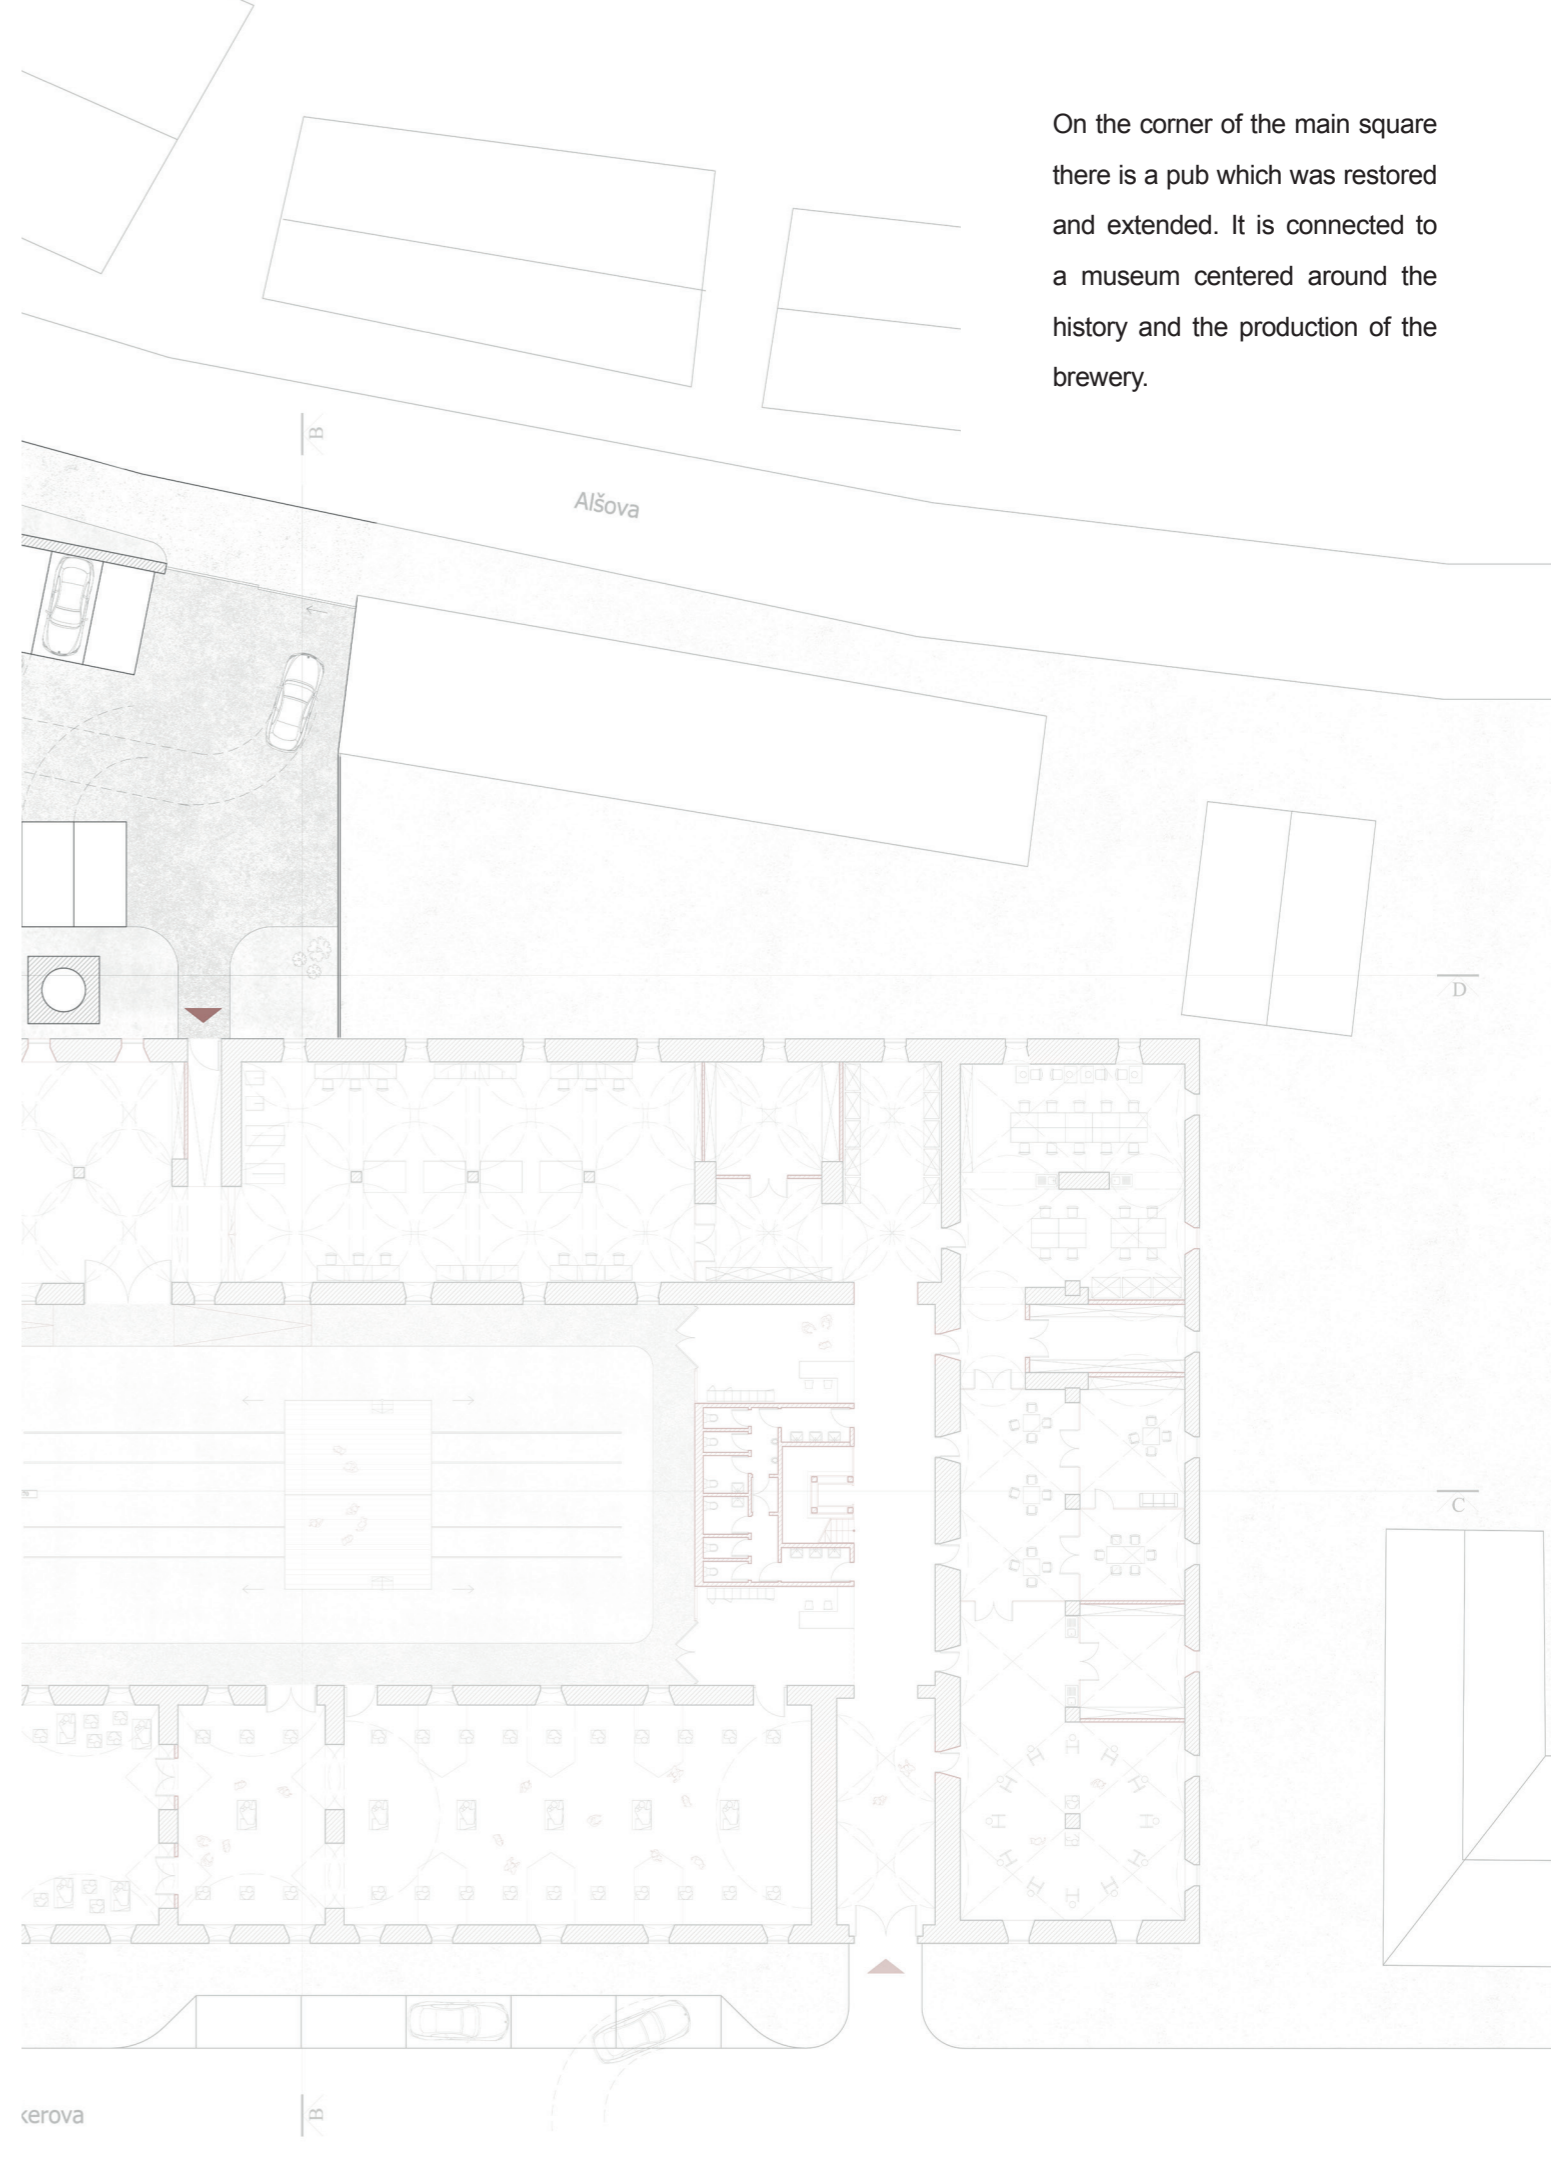 On the corner of the main square
there is a pub which was restored
and extended. It is connected to
a museum centered around the
history and the production of the
brewery.
B
Alšova
D
C
kerova
B